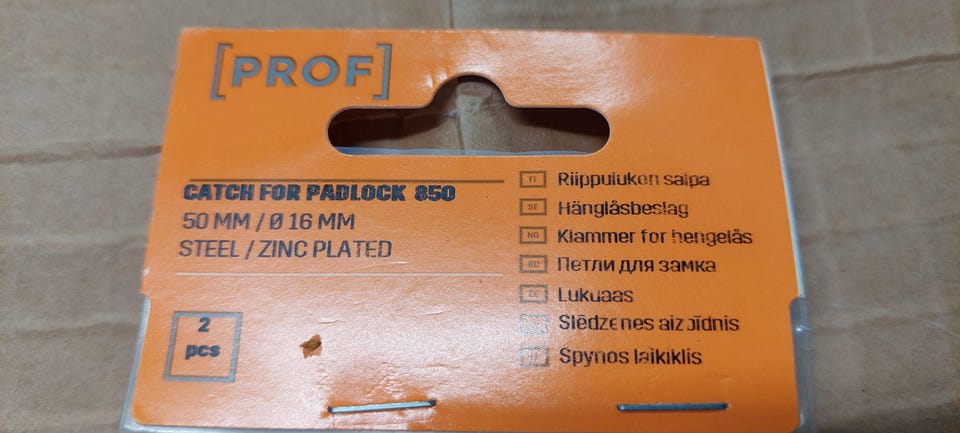 [PROF]
CATCH FOR PADLOCK 850
50 MM / Ø 16 MM
STEEL / ZINC PLATED
2
pcs
FI Riippulukon salpa
SE Hänglåsbeslag
NO Klammer for hengelås
RU Петли для замка
EE Lukuaas
Slēdzenes aizbīdnis
Spynos laikiklis